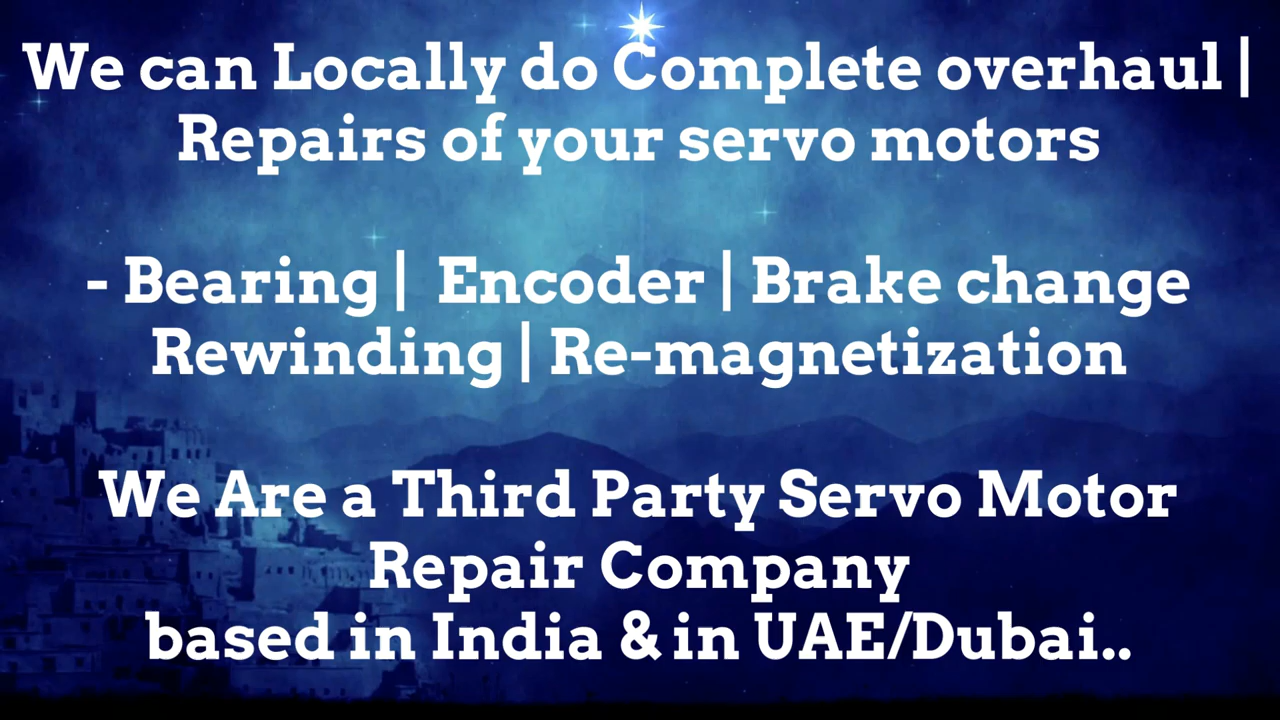 We can Locally do Complete overhaul |
Repairs of your servo motors
- Bearing | Encoder | Brake change
Rewinding | Re-magnetization
We Are a Third Party Servo Motor
Repair Company
based in India & in UAE/Dubai..